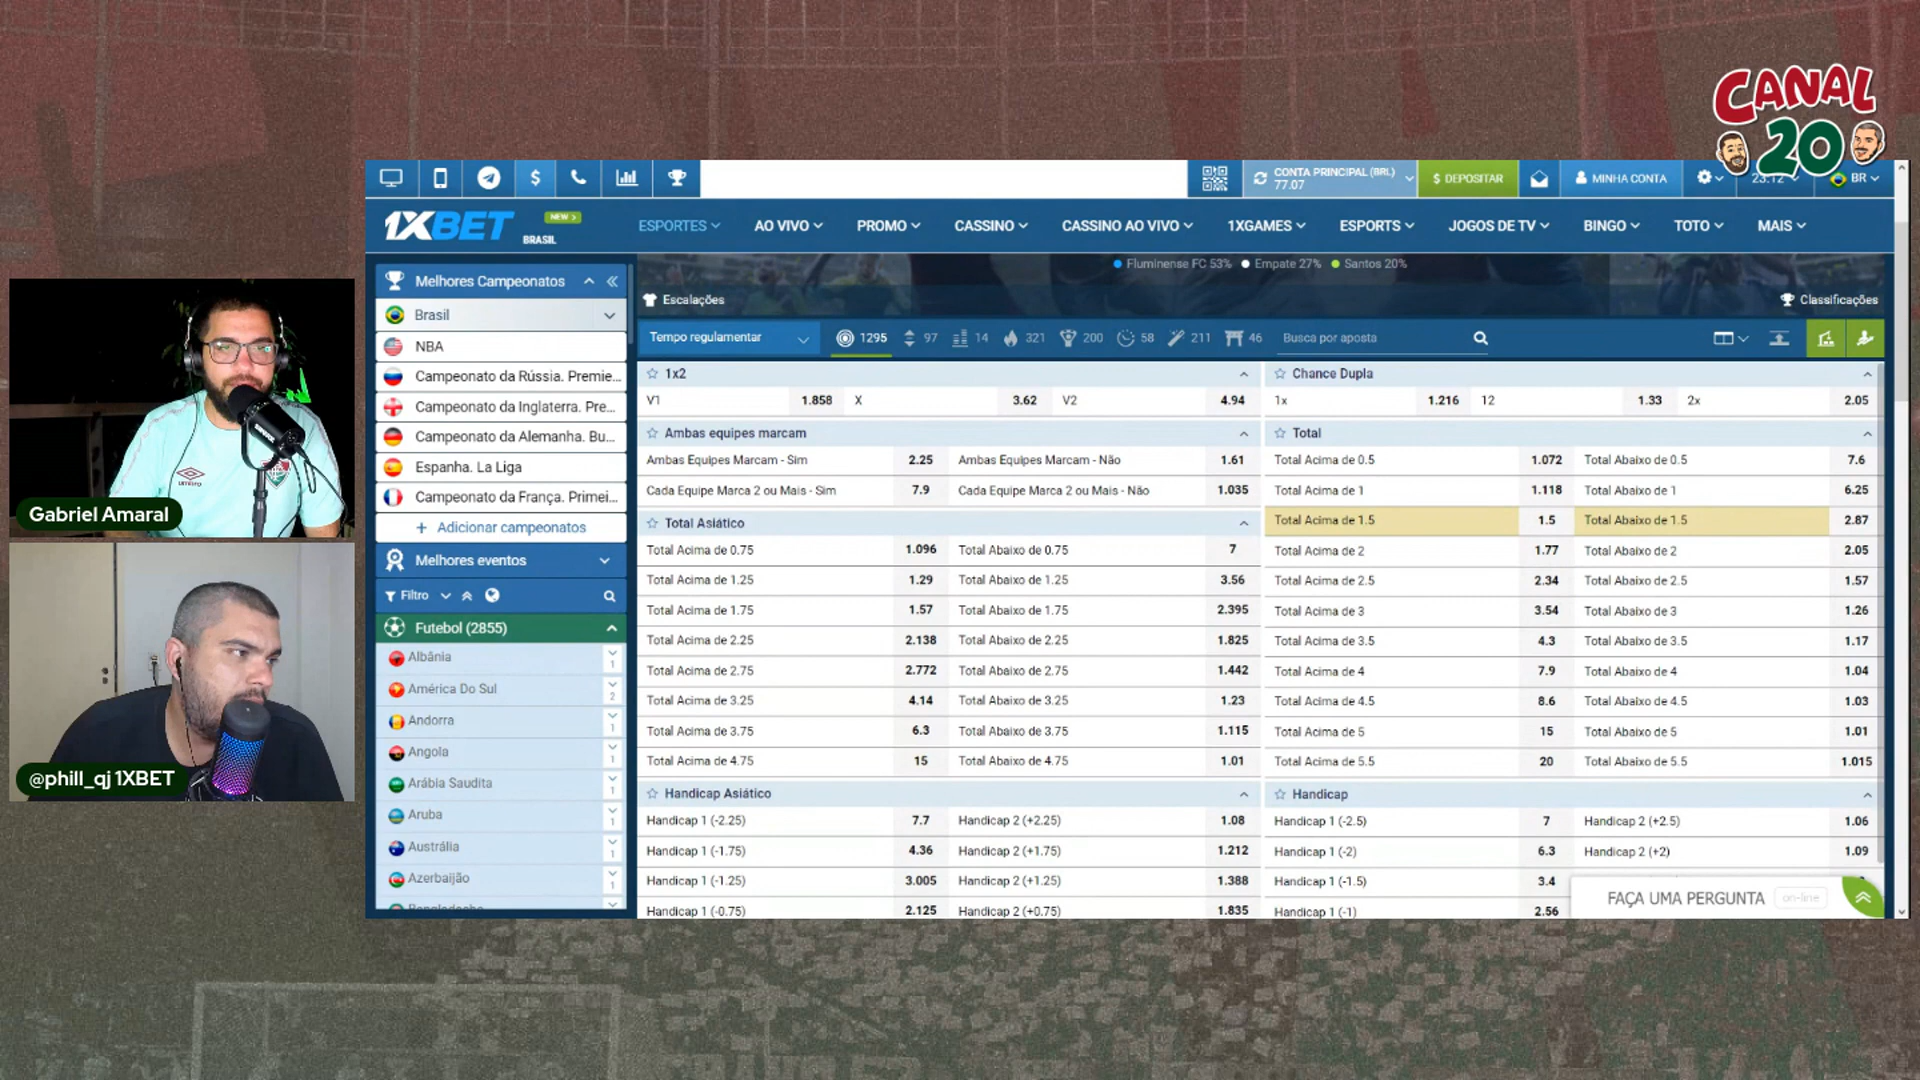 CANAL
20
CONTA PRINCIPAL (BRL)
77.07
$ DEPOSITAR
MINHA CONTA
23:12
BR
1XBET
NEW >
BRASIL
ESPORTES
AO VIVO
PROMO
CASSINO
CASSINO AO VIVO
1XGAMES
ESPORTS
JOGOS DE TV
BINGO
TOTO
MAIS
Fluminense FC 53% Empate 27% Santos 20%
Escalações
Classificações
Tempo regulamentar
1295 97 14 321 200 58 211 46
Busca por aposta
Melhores Campeonatos
Brasil
NBA
Campeonato da Rússia. Premie...
Campeonato da Inglaterra. Pre...
Campeonato da Alemanha. Bu...
Espanha. La Liga
Campeonato da França. Primei...
+ Adicionar campeonatos
Melhores eventos
Filtro
Futebol (2855)
Albânia 1
América Do Sul 2
Andorra 1
Angola 1
Arábia Saudita 1
Aruba 1
Austrália 1
Azerbaijão 1
1x2
V1 1.858 X 3.62 V2 4.94
Ambas equipes marcam
Ambas Equipes Marcam - Sim 2.25 Ambas Equipes Marcam - Não 1.61
Cada Equipe Marca 2 ou Mais - Sim 7.9 Cada Equipe Marca 2 ou Mais - Não 1.035
Total Asiático
Total Acima de 0.75 1.096 Total Abaixo de 0.75 7
Total Acima de 1.25 1.29 Total Abaixo de 1.25 3.56
Total Acima de 1.75 1.57 Total Abaixo de 1.75 2.395
Total Acima de 2.25 2.138 Total Abaixo de 2.25 1.825
Total Acima de 2.75 2.772 Total Abaixo de 2.75 1.442
Total Acima de 3.25 4.14 Total Abaixo de 3.25 1.23
Total Acima de 3.75 6.3 Total Abaixo de 3.75 1.115
Total Acima de 4.75 15 Total Abaixo de 4.75 1.01
Handicap Asiático
Handicap 1 (-2.25) 7.7 Handicap 2 (+2.25) 1.08
Handicap 1 (-1.75) 4.36 Handicap 2 (+1.75) 1.212
Handicap 1 (-1.25) 3.005 Handicap 2 (+1.25) 1.388
Handicap 1 (-0.75) 2.125 Handicap 2 (+0.75) 1.835
Chance Dupla
1x 1.216 12 1.33 2x 2.05
Total
Total Acima de 0.5 1.072 Total Abaixo de 0.5 7.6
Total Acima de 1 1.118 Total Abaixo de 1 6.25
Total Acima de 1.5 1.5 Total Abaixo de 1.5 2.87
Total Acima de 2 1.77 Total Abaixo de 2 2.05
Total Acima de 2.5 2.34 Total Abaixo de 2.5 1.57
Total Acima de 3 3.54 Total Abaixo de 3 1.26
Total Acima de 3.5 4.3 Total Abaixo de 3.5 1.17
Total Acima de 4 7.9 Total Abaixo de 4 1.04
Total Acima de 4.5 8.6 Total Abaixo de 4.5 1.03
Total Acima de 5 15 Total Abaixo de 5 1.01
Total Acima de 5.5 20 Total Abaixo de 5.5 1.015
Handicap
Handicap 1 (-2.5) 7 Handicap 2 (+2.5) 1.06
Handicap 1 (-2) 6.3 Handicap 2 (+2) 1.09
Handicap 1 (-1.5) 3.4
Handicap 1 (-1) 2.56
FAÇA UMA PERGUNTA on-line
umbro
Gabriel Amaral
@phill_qj 1XBET